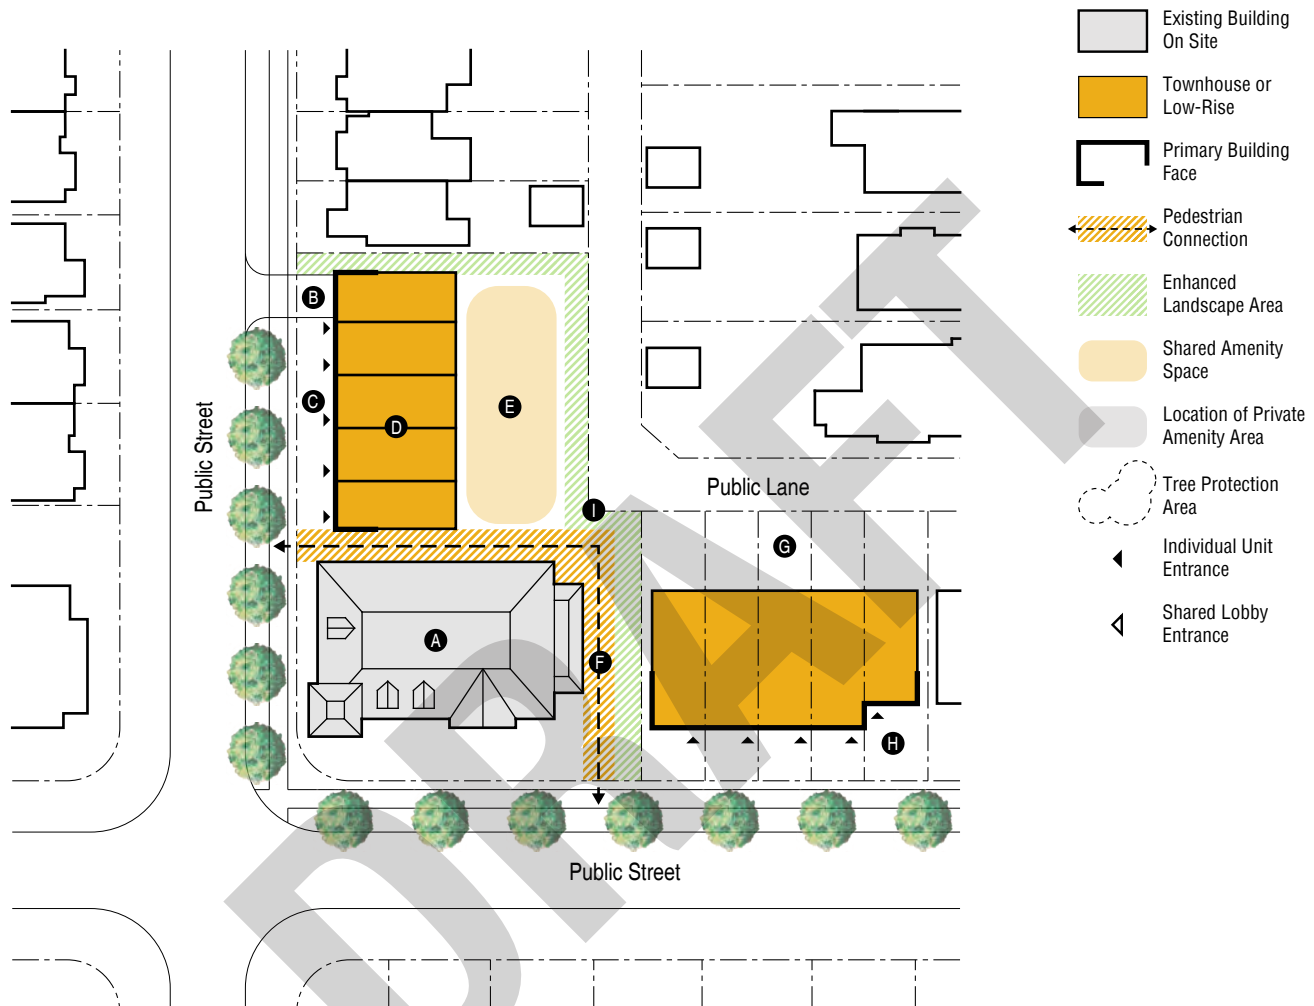 Existing Building
On Site
Townhouse or
Low-Rise
Primary Building
Face
Pedestrian
Connection
Enhanced
Landscape Area
Shared Amenity
Space
Location of Private
Amenity Area
Tree Protection
Area
Individual Unit
Entrance
Shared Lobby
Entrance
B
C
D
E
Public Street
Public Lane
I
G
A
F
H
Public Street
DRAFT